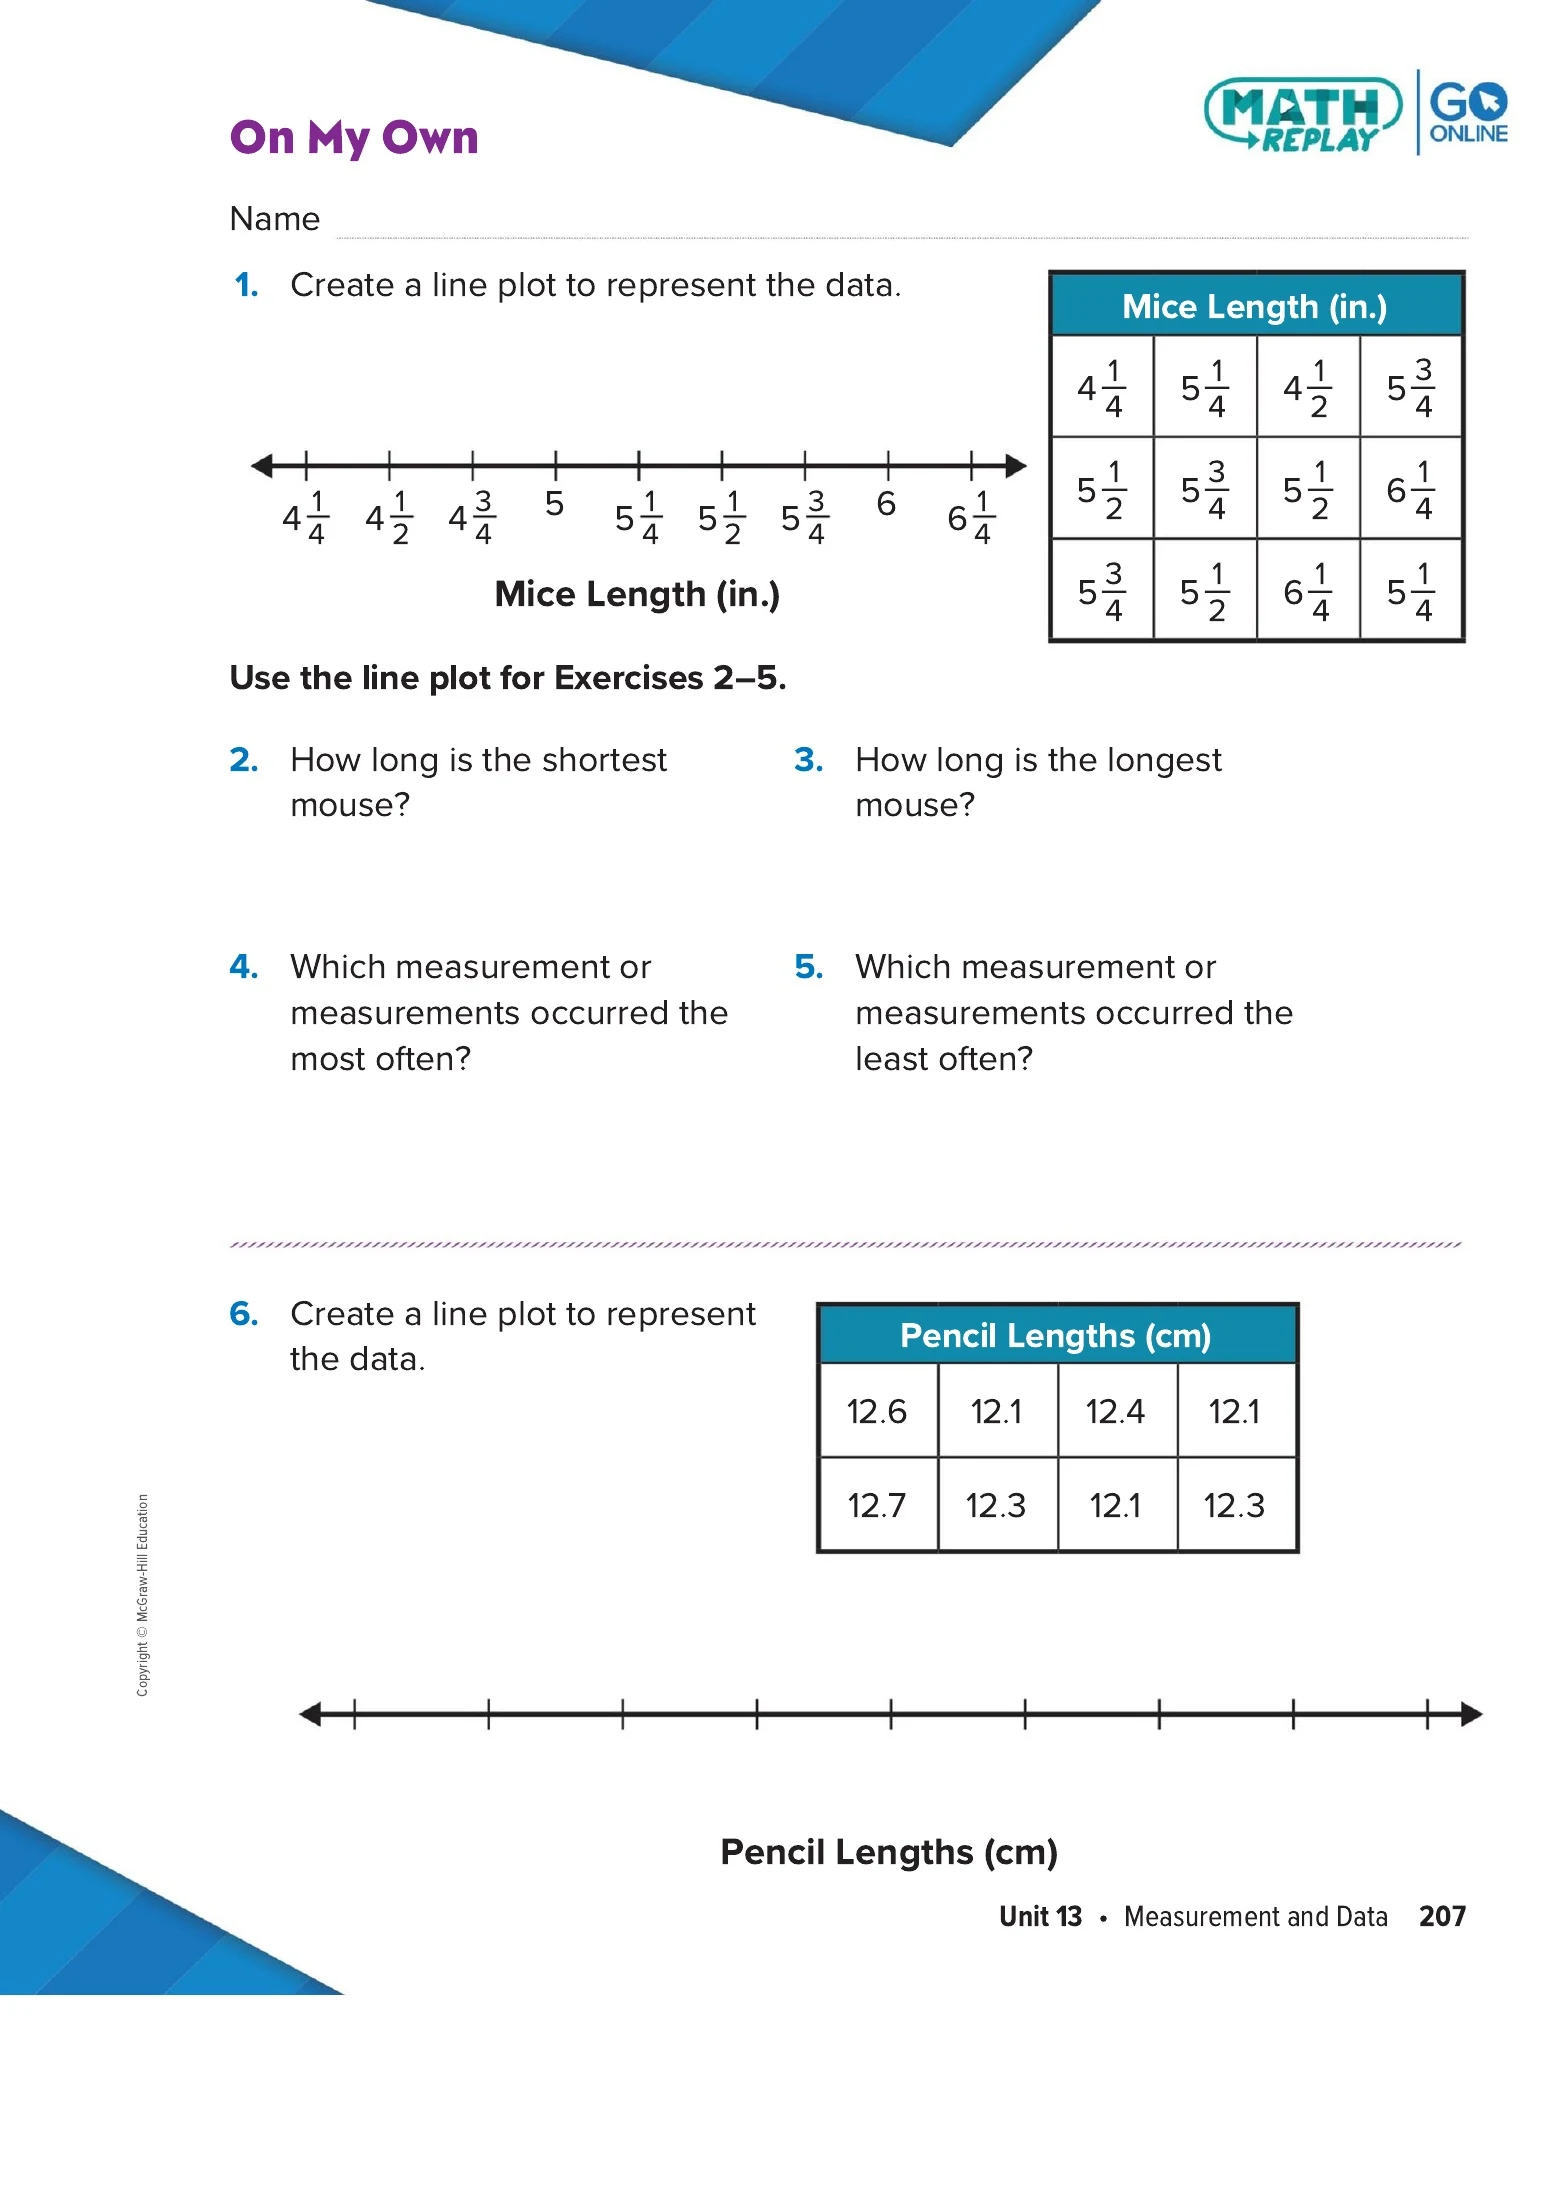 MATH
REPLAY
GO
ONLINE
On My Own
Name
1. Create a line plot to represent the data.
Mice Length (in.)
4 1/4 5 1/4 4 1/2 5 3/4
5 1/2 5 3/4 5 1/2 6 1/4
5 3/4 5 1/2 6 1/4 5 1/4
4 1/4 4 1/2 4 3/4 5 5 1/4 5 1/2 5 3/4 6 6 1/4
Mice Length (in.)
Use the line plot for Exercises 2–5.
2. How long is the shortest
mouse?
3. How long is the longest
mouse?
4. Which measurement or
measurements occurred the
most often?
5. Which measurement or
measurements occurred the
least often?
6. Create a line plot to represent
the data.
Pencil Lengths (cm)
12.6 12.1 12.4 12.1
12.7 12.3 12.1 12.3
Pencil Lengths (cm)
Copyright © McGraw-Hill Education
Unit 13 • Measurement and Data 207